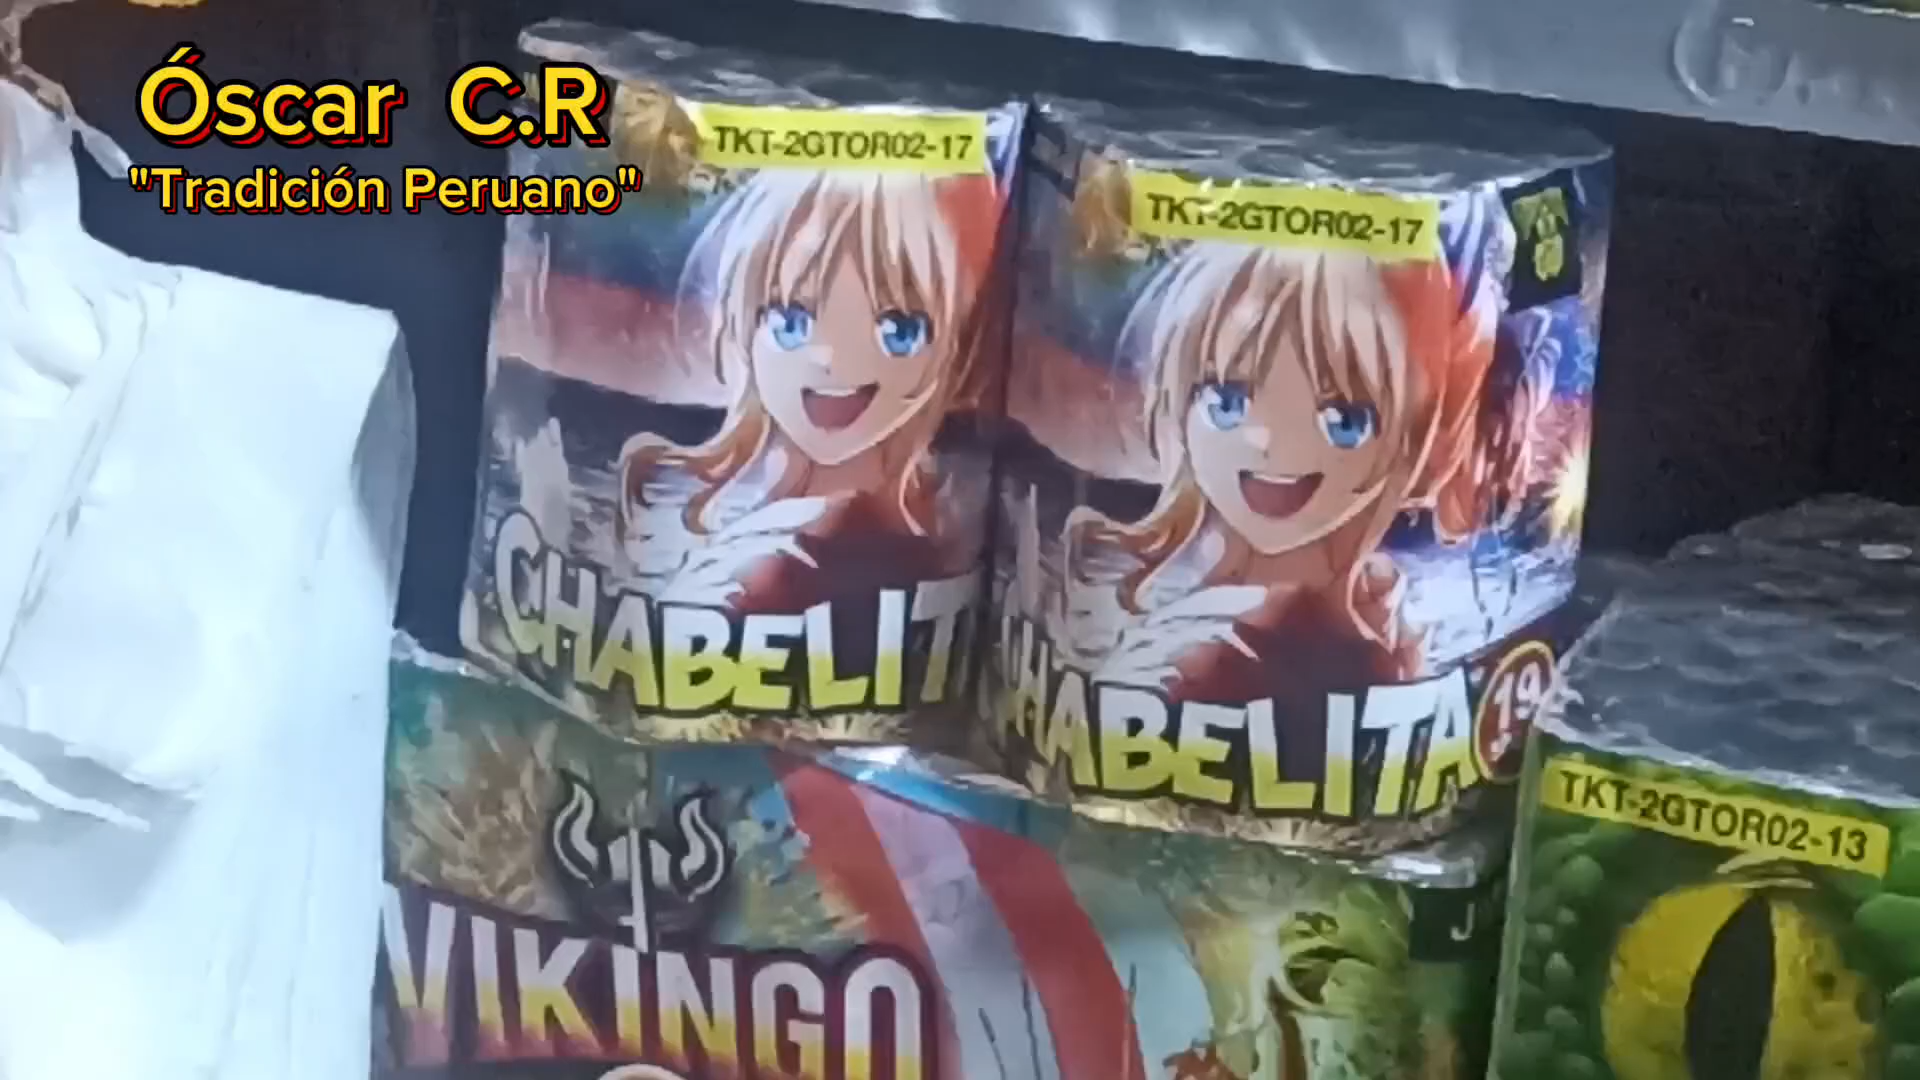 Óscar C.R
"Tradición Peruano"
TKT-2GTOR02-17
TKT-2GTOR02-17
CHABELIT
HABELITA
19
TKT-2GTOR02-13
VIKINGO
J